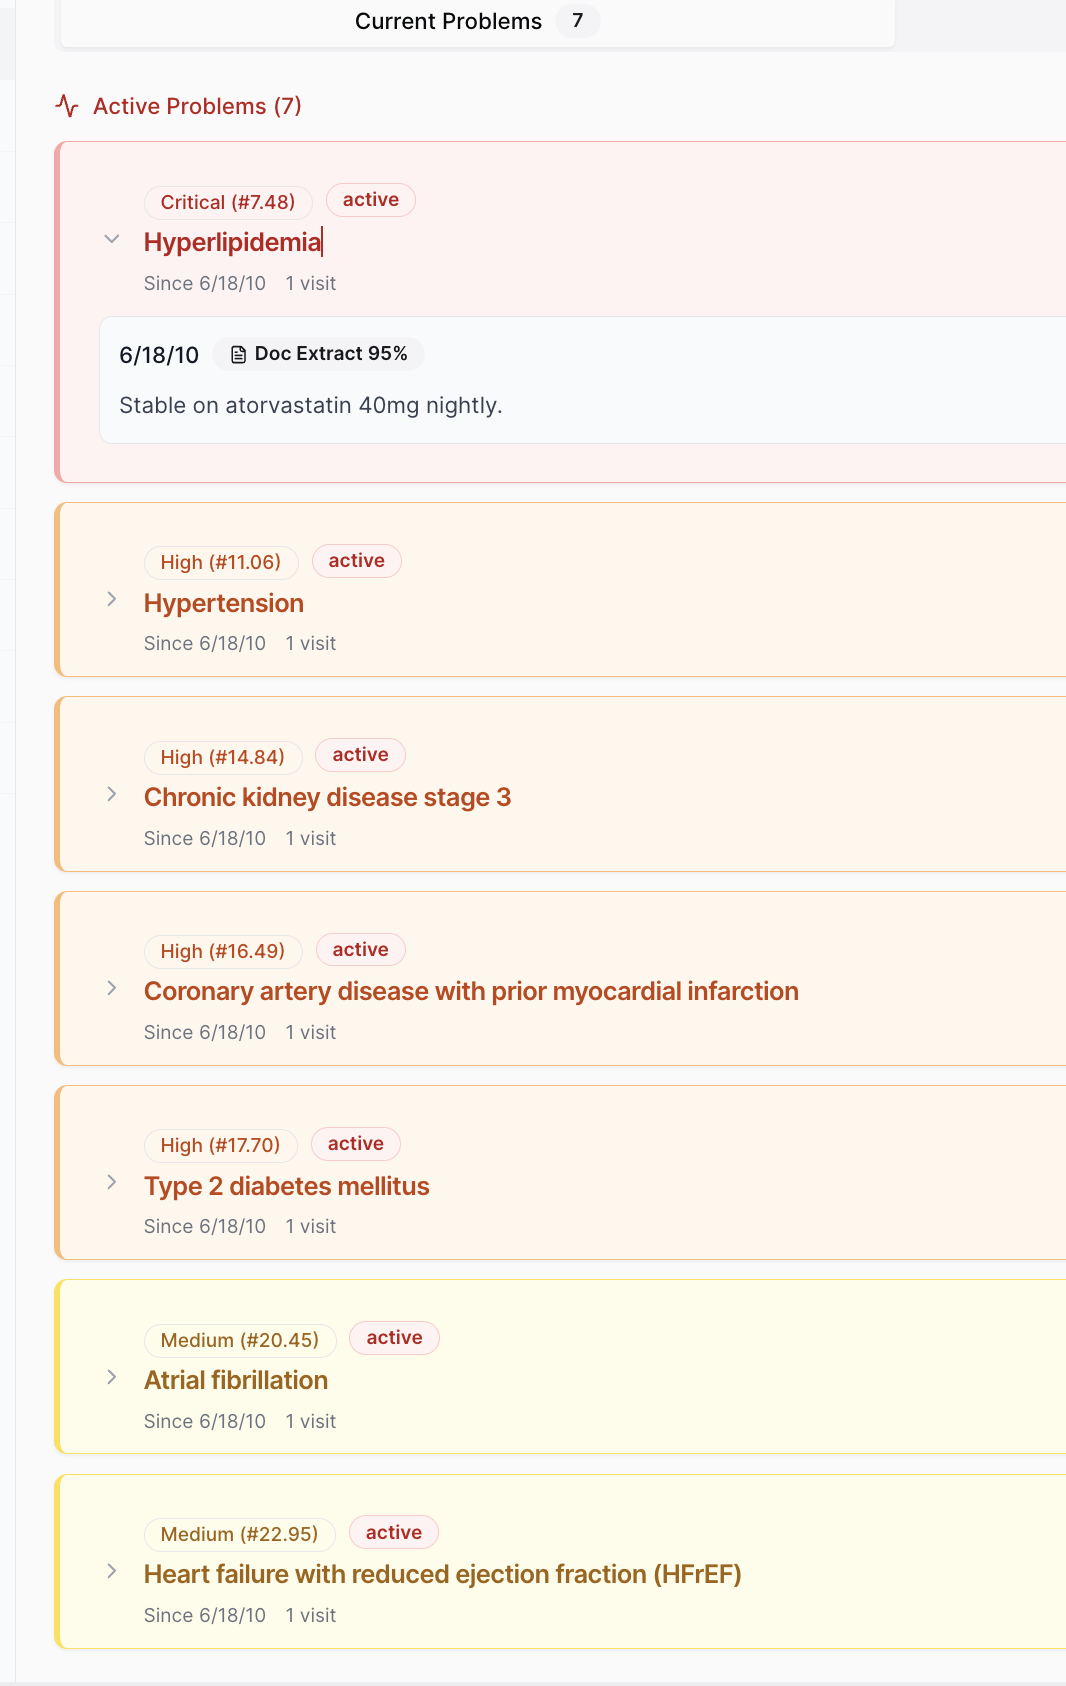 Current Problems 7
Active Problems (7)
Critical (#7.48) active
Hyperlipidemia
Since 6/18/10 1 visit
6/18/10 Doc Extract 95%
Stable on atorvastatin 40mg nightly.
High (#11.06) active
Hypertension
Since 6/18/10 1 visit
High (#14.84) active
Chronic kidney disease stage 3
Since 6/18/10 1 visit
High (#16.49) active
Coronary artery disease with prior myocardial infarction
Since 6/18/10 1 visit
High (#17.70) active
Type 2 diabetes mellitus
Since 6/18/10 1 visit
Medium (#20.45) active
Atrial fibrillation
Since 6/18/10 1 visit
Medium (#22.95) active
Heart failure with reduced ejection fraction (HFrEF)
Since 6/18/10 1 visit